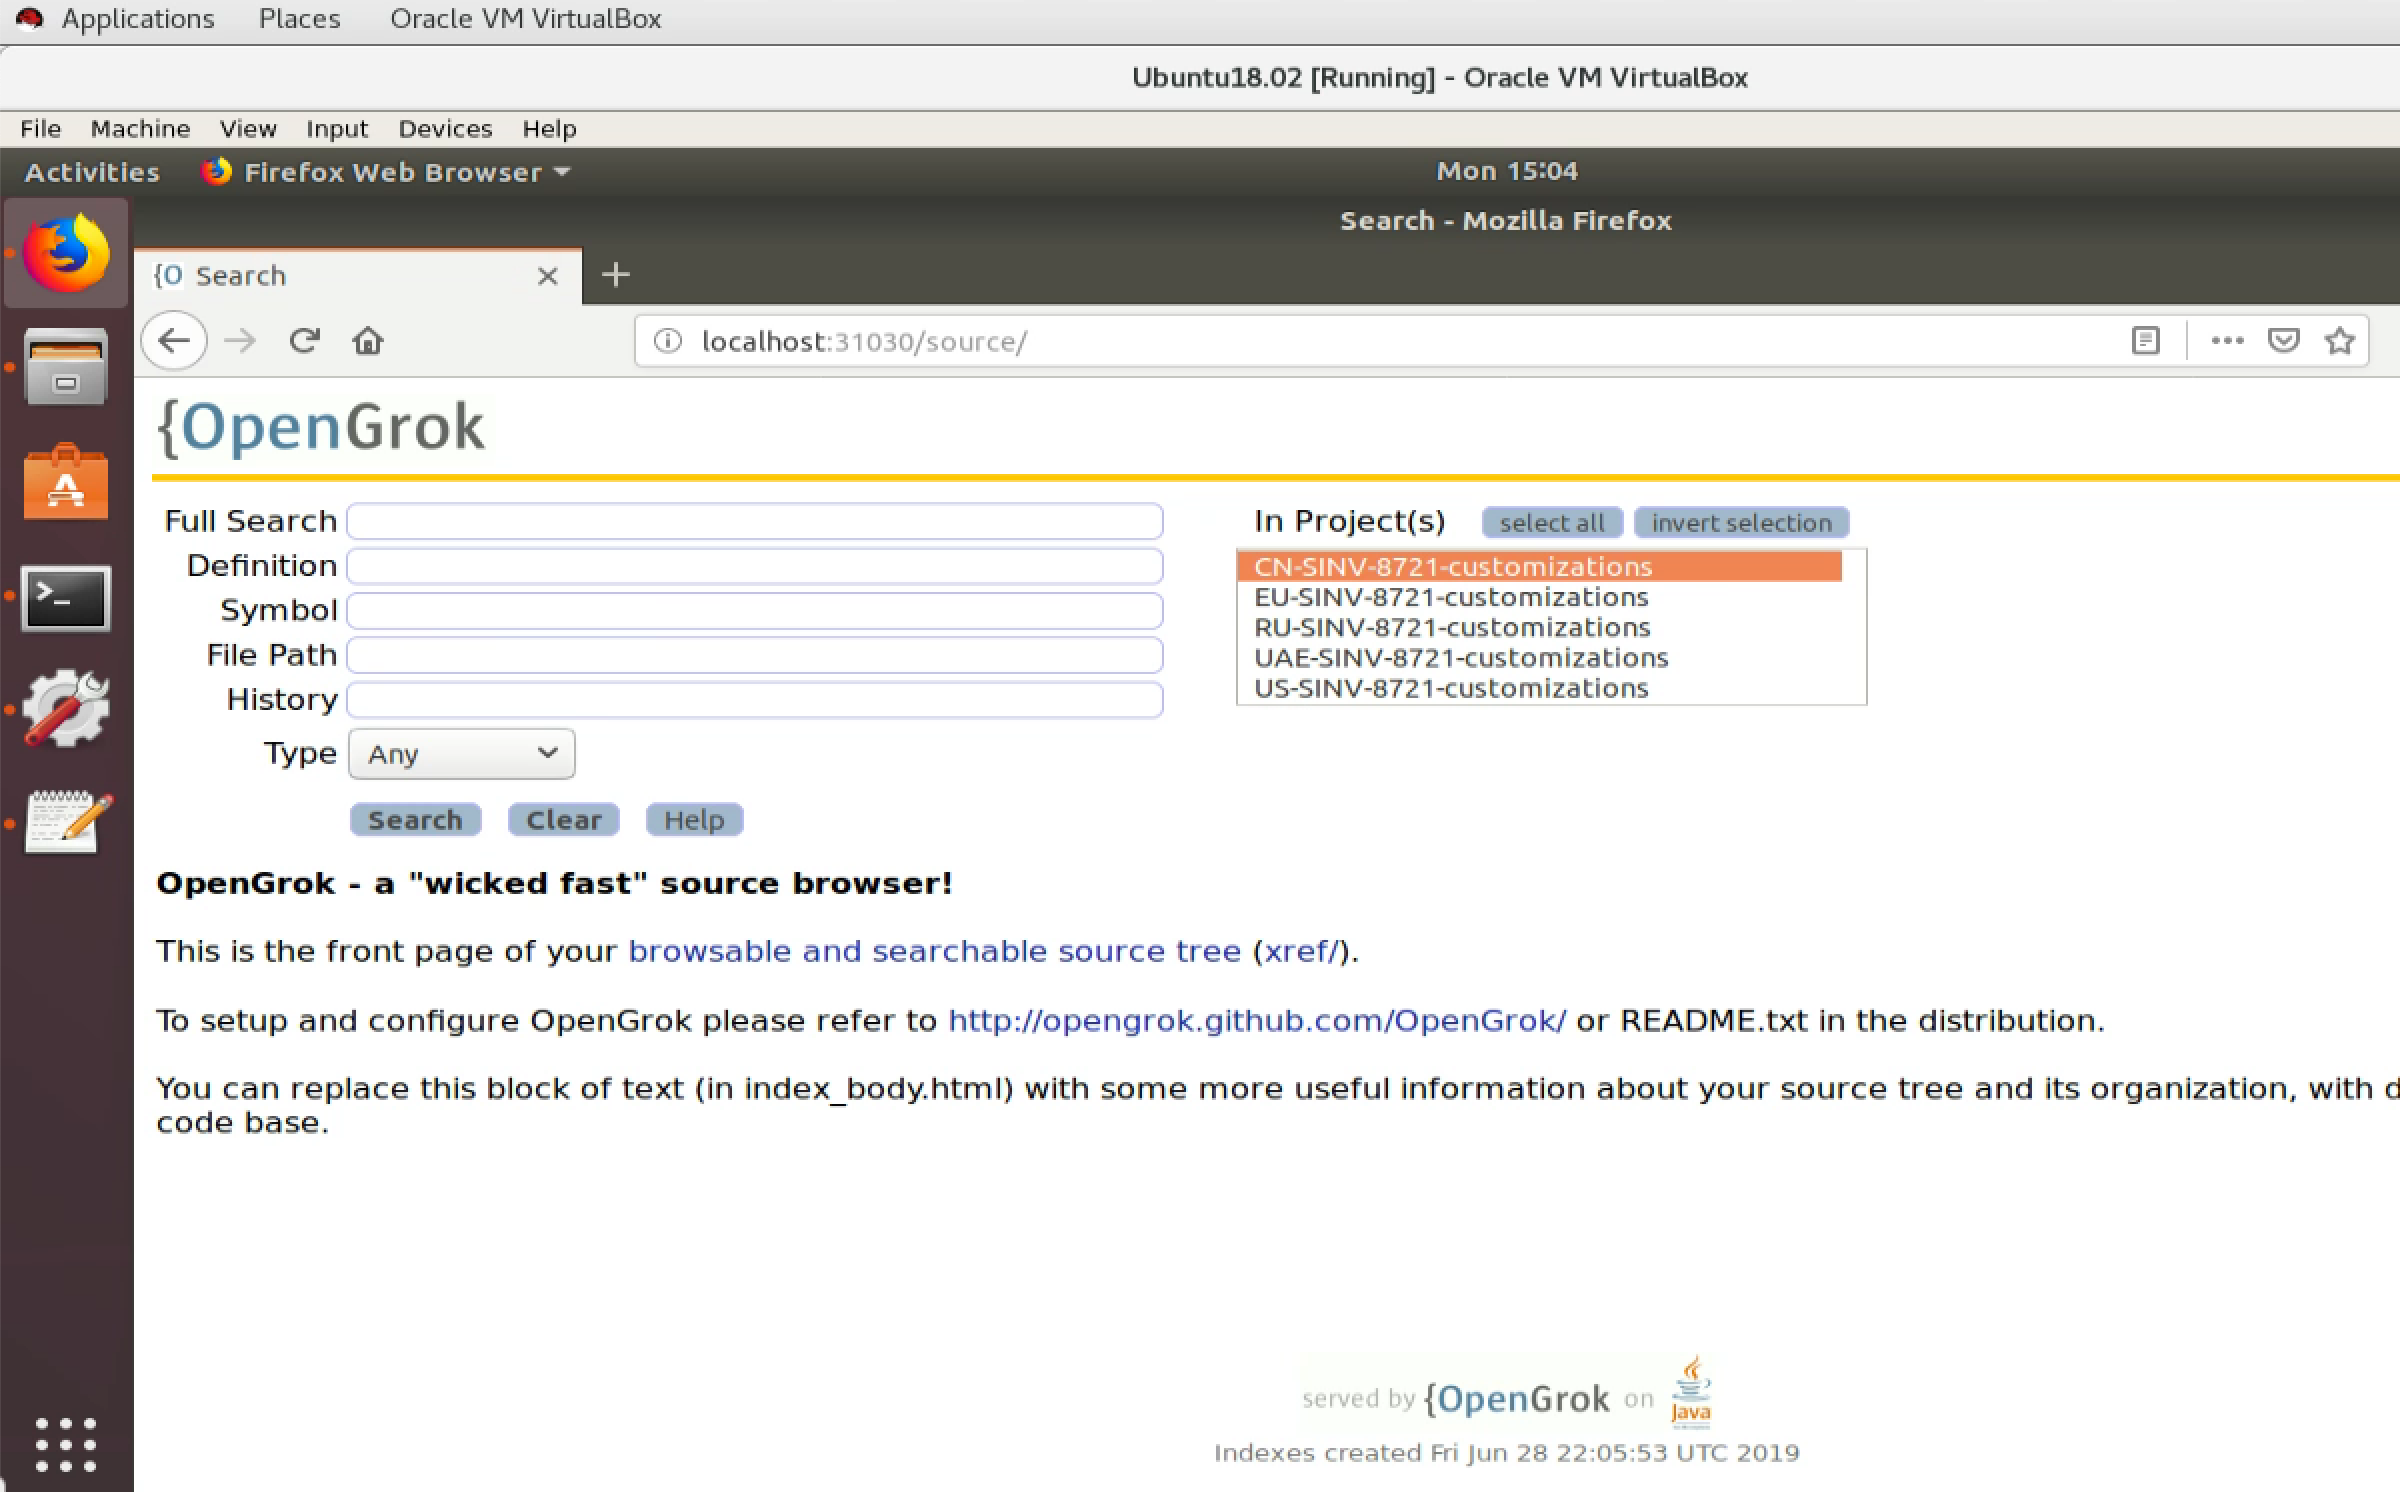 Applications Places Oracle VM VirtualBox
Ubuntu18.02 [Running] - Oracle VM VirtualBox
File Machine View Input Devices Help
Activities Firefox Web Browser Mon 15:04
Search - Mozilla Firefox
{O Search
localhost:31030/source/
{OpenGrok
Full Search
Definition
Symbol
File Path
History
Type Any
Search Clear Help
In Project(s) select all invert selection
CN-SINV-8721-customizations
EU-SINV-8721-customizations
RU-SINV-8721-customizations
UAE-SINV-8721-customizations
US-SINV-8721-customizations
OpenGrok - a "wicked fast" source browser!
This is the front page of your browsable and searchable source tree (xref/).
To setup and configure OpenGrok please refer to http://opengrok.github.com/OpenGrok/ or README.txt in the distribution.
You can replace this block of text (in index_body.html) with some more useful information about your source tree and its organization, with
code base.
served by {OpenGrok on Java
Indexes created Fri Jun 28 22:05:53 UTC 2019